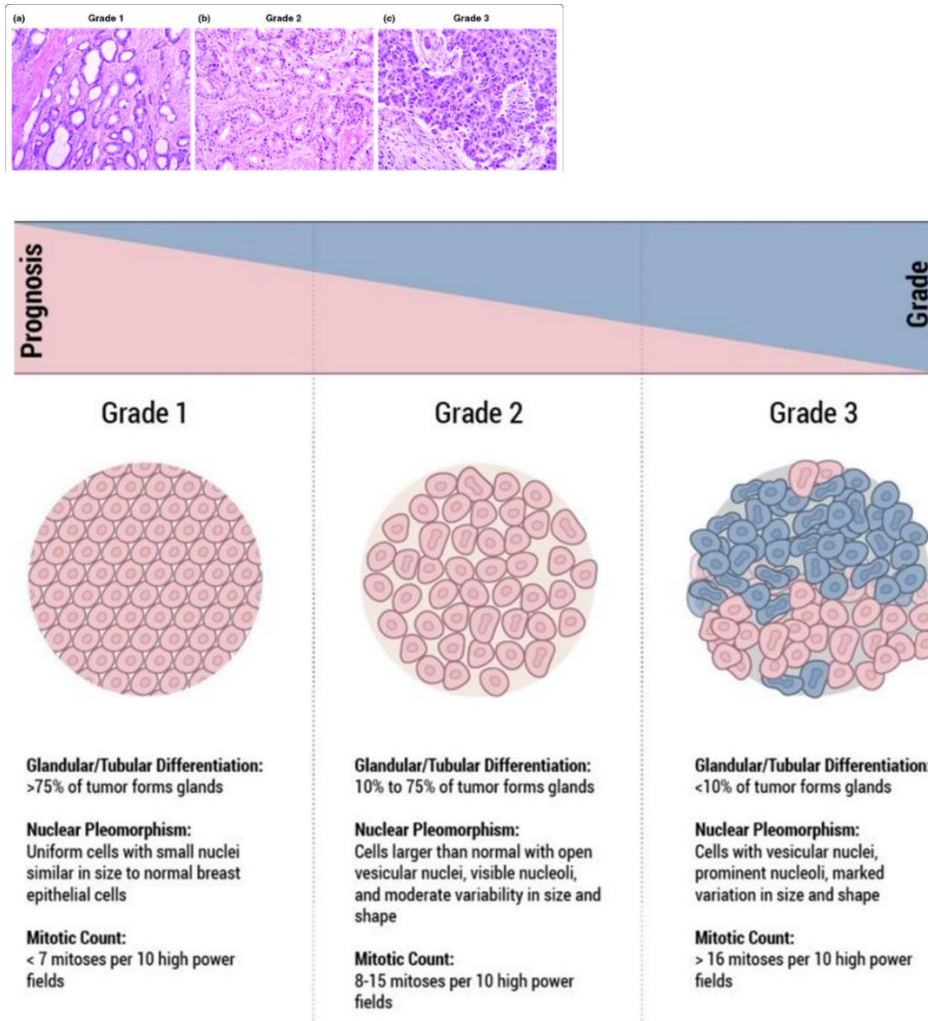 (a) Grade 1
(b) Grade 2
(c) Grade 3
Prognosis
Grade
Grade 1
Glandular/Tubular Differentiation:
>75% of tumor forms glands
Nuclear Pleomorphism:
Uniform cells with small nuclei
similar in size to normal breast
epithelial cells
Mitotic Count:
< 7 mitoses per 10 high power
fields
Grade 2
Glandular/Tubular Differentiation:
10% to 75% of tumor forms glands
Nuclear Pleomorphism:
Cells larger than normal with open
vesicular nuclei, visible nucleoli,
and moderate variability in size and
shape
Mitotic Count:
8-15 mitoses per 10 high power
fields
Grade 3
Glandular/Tubular Differentiation:
<10% of tumor forms glands
Nuclear Pleomorphism:
Cells with vesicular nuclei,
prominent nucleoli, marked
variation in size and shape
Mitotic Count:
> 16 mitoses per 10 high power
fields